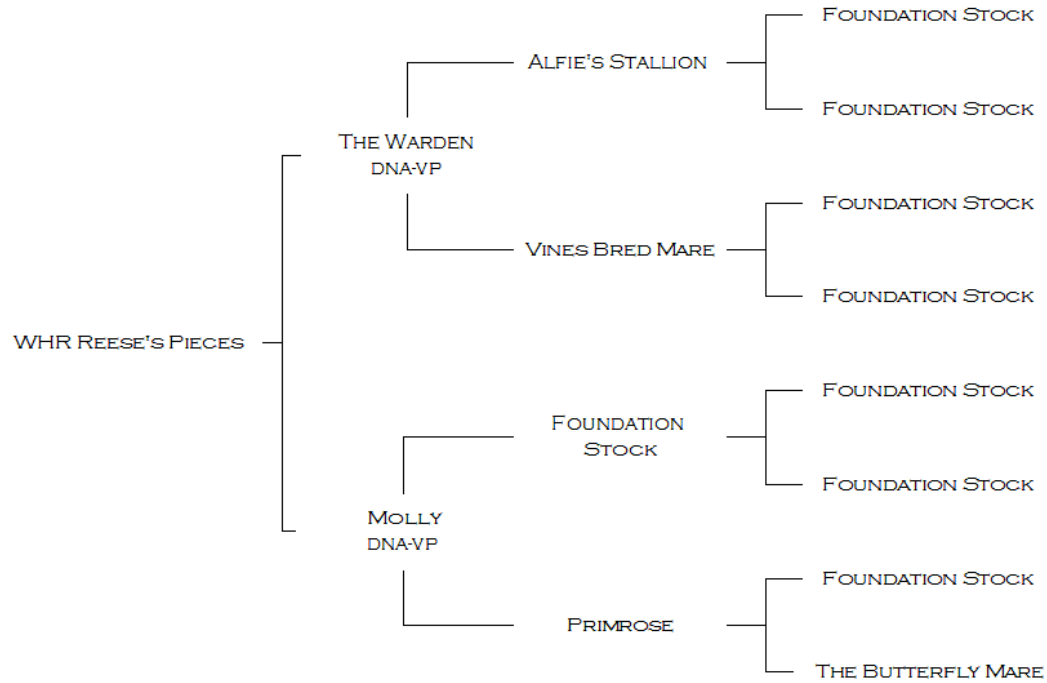 Foundation Stock
Alfie's Stallion
Foundation Stock
The Warden
DNA-VP
Foundation Stock
Vines Bred Mare
Foundation Stock
WHR Reese's Pieces
Foundation Stock
Foundation
Stock
Foundation Stock
Molly
DNA-VP
Foundation Stock
Primrose
The Butterfly Mare